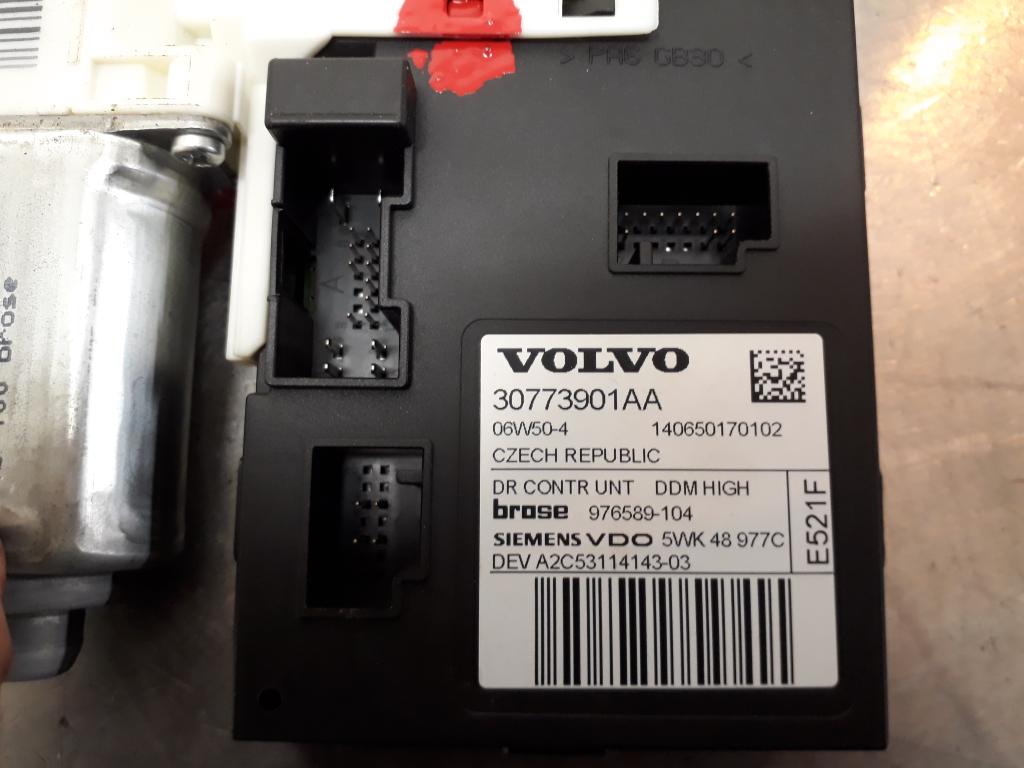 > PA6 GB30 <
A
brose
VOLVO
30773901AA
06W50-4 140650170102
CZECH REPUBLIC
DR CONTR UNT DDM HIGH
brose 976589-104
SIEMENS VDO 5WK 48 977C
DEV A2C53114143-03
E521F